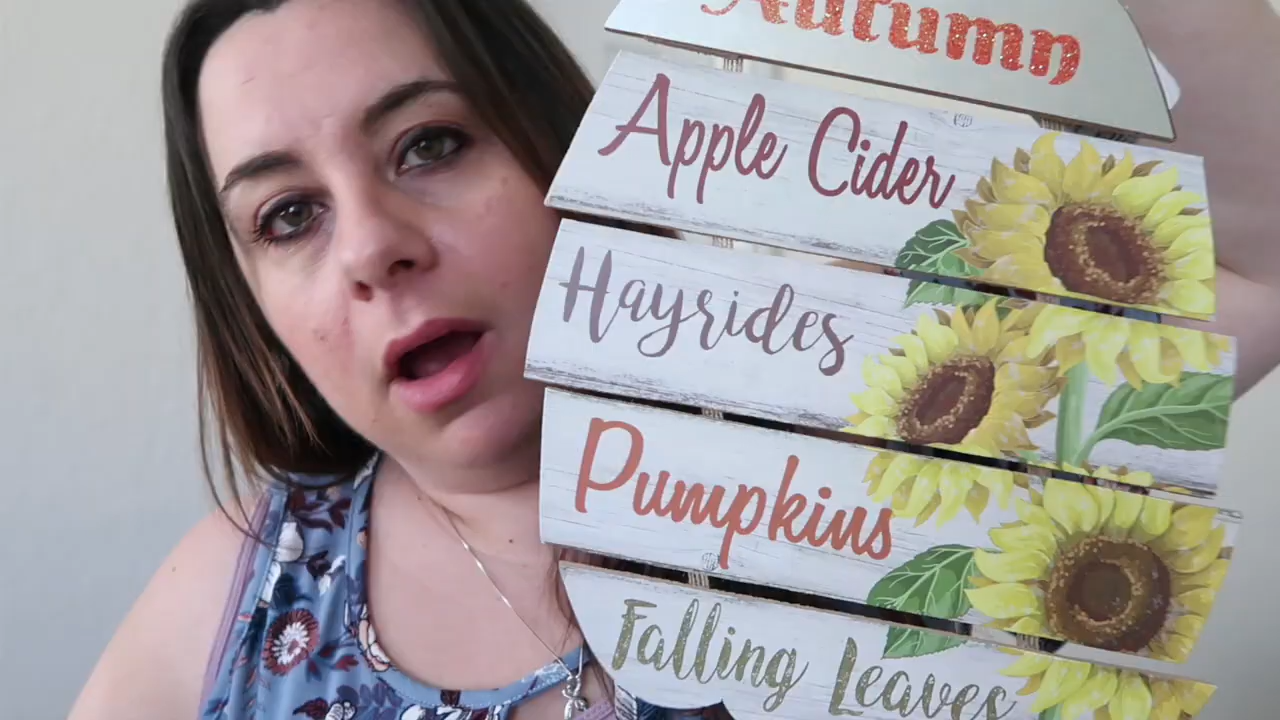 Autumn
Apple Cider
Hayrides
Pumpkins
Falling Leaves